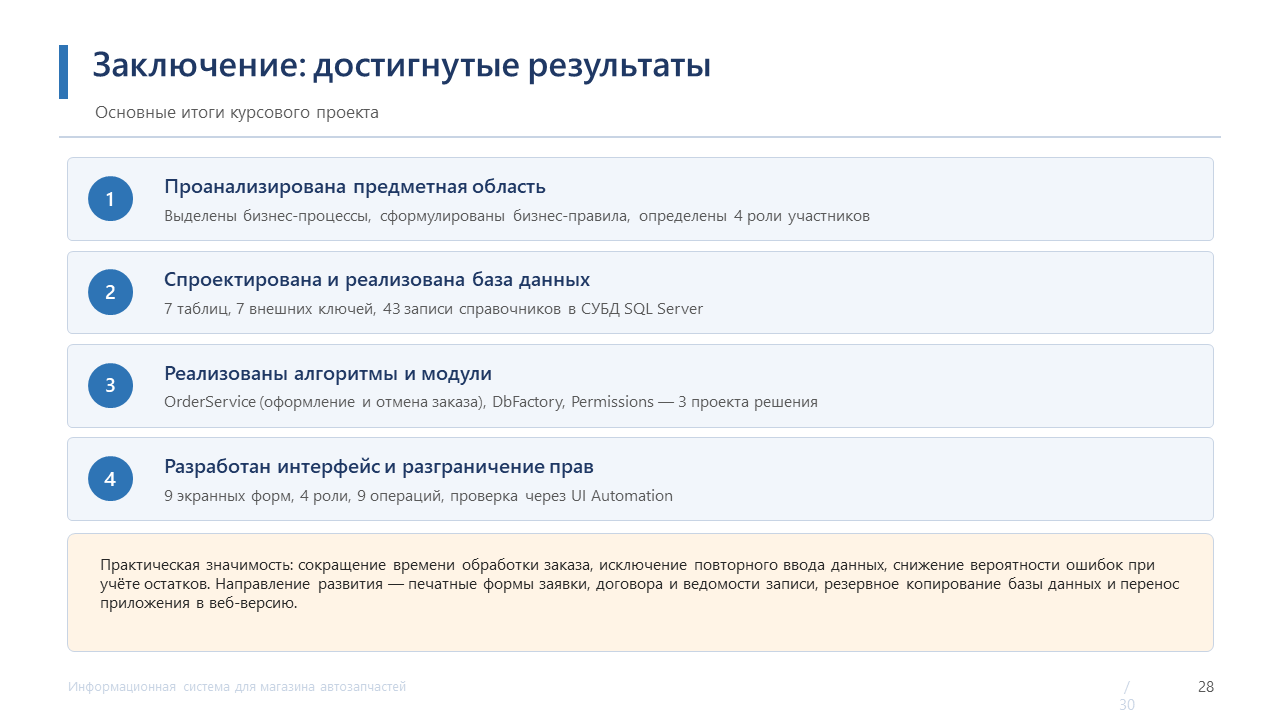 Заключение: достигнутые результаты
Основные итоги курсового проекта
1
Проанализирована предметная область
Выделены бизнес-процессы, сформулированы бизнес-правила, определены 4 роли участников
2
Спроектирована и реализована база данных
7 таблиц, 7 внешних ключей, 43 записи справочников в СУБД SQL Server
3
Реализованы алгоритмы и модули
OrderService (оформление и отмена заказа), DbFactory, Permissions — 3 проекта решения
4
Разработан интерфейс и разграничение прав
9 экранных форм, 4 роли, 9 операций, проверка через UI Automation
Практическая значимость: сокращение времени обработки заказа, исключение повторного ввода данных, снижение вероятности ошибок при
учёте остатков. Направление развития — печатные формы заявки, договора и ведомости записи, резервное копирование базы данных и перенос
приложения в веб-версию.
Информационная система для магазина автозапчастей
/
30
28